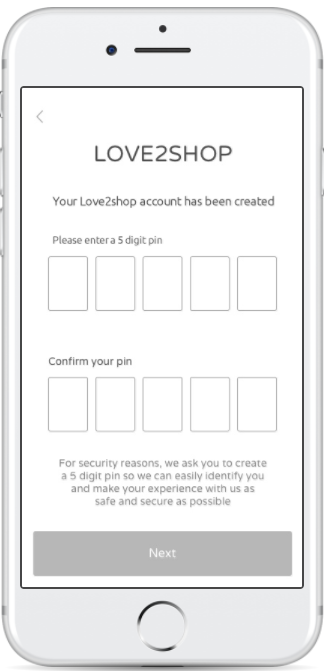 LOVE2SHOP
Your Love2shop account has been created
Please enter a 5 digit pin
Confirm your pin
For security reasons, we ask you to create
a 5 digit pin so we can easily identify you
and make your experience with us as
safe and secure as possible
Next